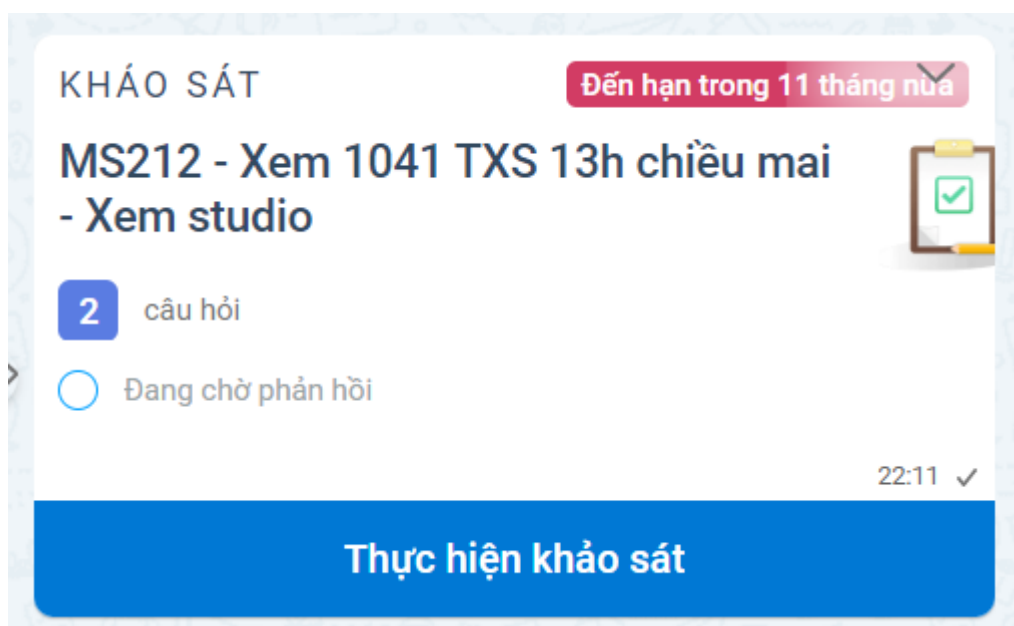 KHẢO SÁT
Đến hạn trong 11 tháng nữa
MS212 - Xem 1041 TXS 13h chiều mai
- Xem studio
2 câu hỏi
Đang chờ phản hồi
22:11
Thực hiện khảo sát